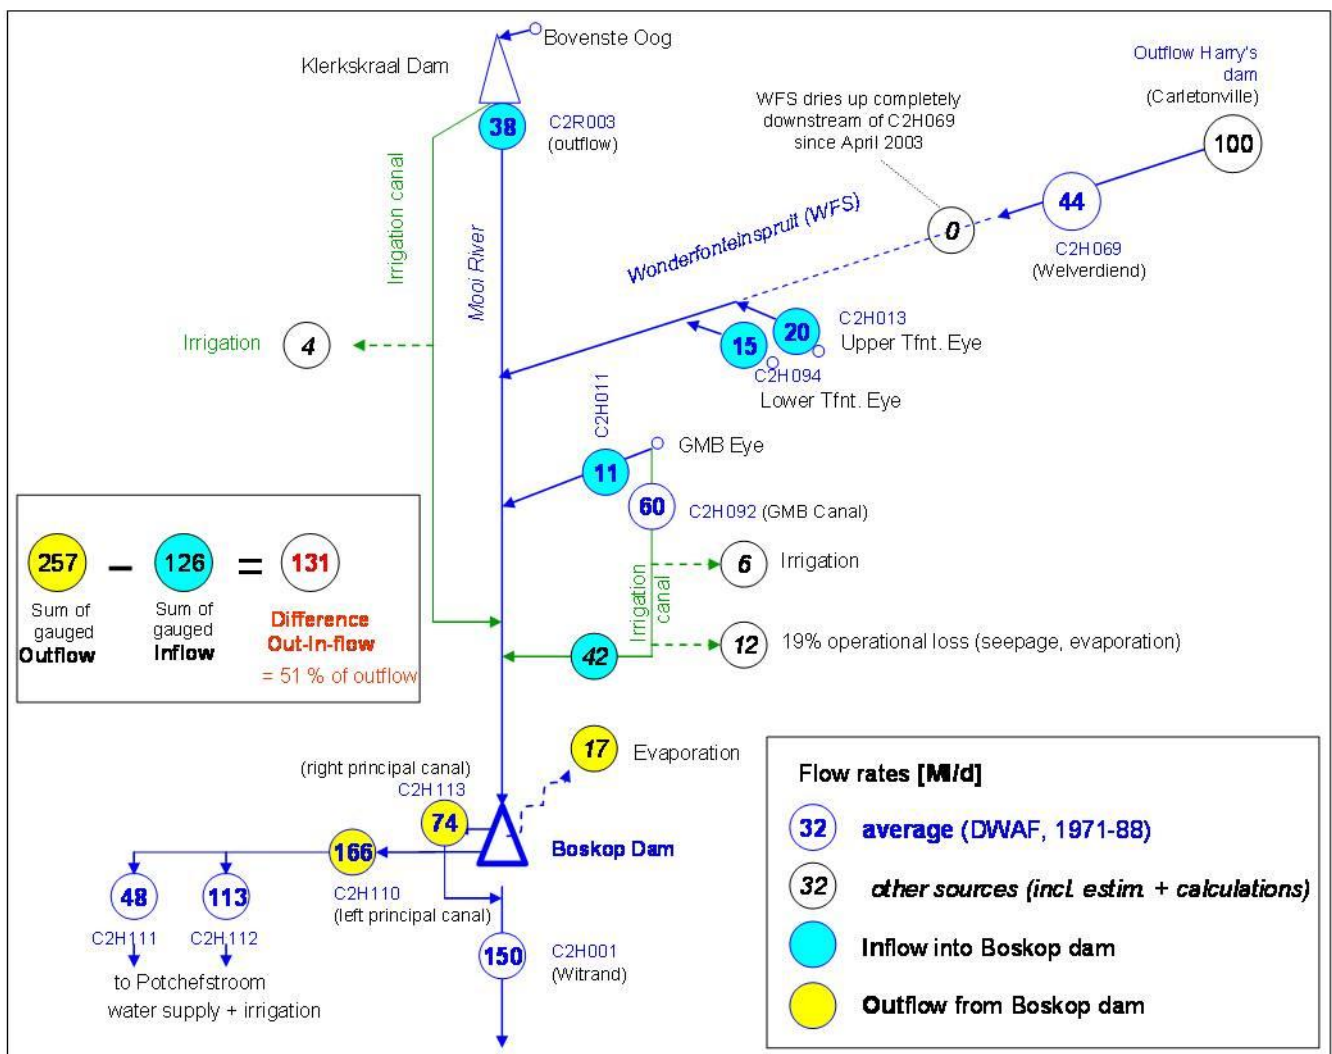 Bovenste Oog
Klerkskraal Dam
38
C2R003
(outflow)
Outflow Harry's
dam
(Carletonville)
100
WFS dries up completely
downstream of C2H069
since April 2003
44
C2H069
(Welverdiend)
0
Wonderfonteinspruit (WFS)
Irrigation canal
Mooi River
Irrigation
4
20
C2H013
Upper Tfnt. Eye
15
C2H094
Lower Tfnt. Eye
C2H011
GMB Eye
11
60
C2H092 (GMB Canal)
6
Irrigation
Irrigation
canal
12
19% operational loss (seepage, evaporation)
42
257
–
126
=
131
Sum of
gauged
Outflow
Sum of
gauged
Inflow
Difference
Out-In-flow
= 51 % of outflow
17
Evaporation
(right principal canal)
C2H113
74
Boskop Dam
166
C2H110
(left principal canal)
48
113
C2H111
C2H112
to Potchefstroom
water supply + irrigation
150
C2H001
(Witrand)
Flow rates [Ml/d]
32
average (DWAF, 1971-88)
32
other sources (incl. estim. + calculations)
Inflow into Boskop dam
Outflow from Boskop dam